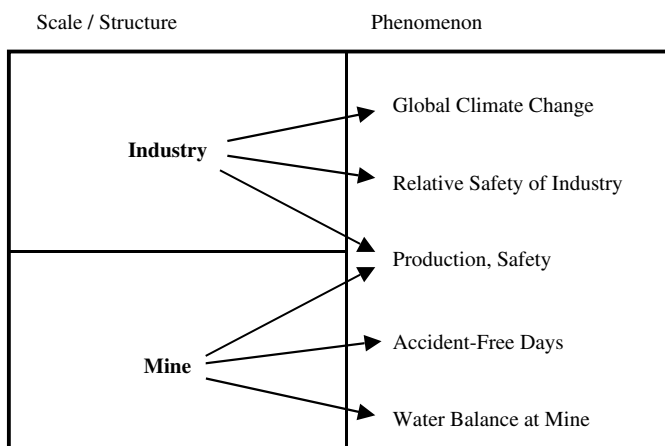 Scale / Structure
Phenomenon
Global Climate Change
Industry
Relative Safety of Industry
Production, Safety
Accident-Free Days
Mine
Water Balance at Mine